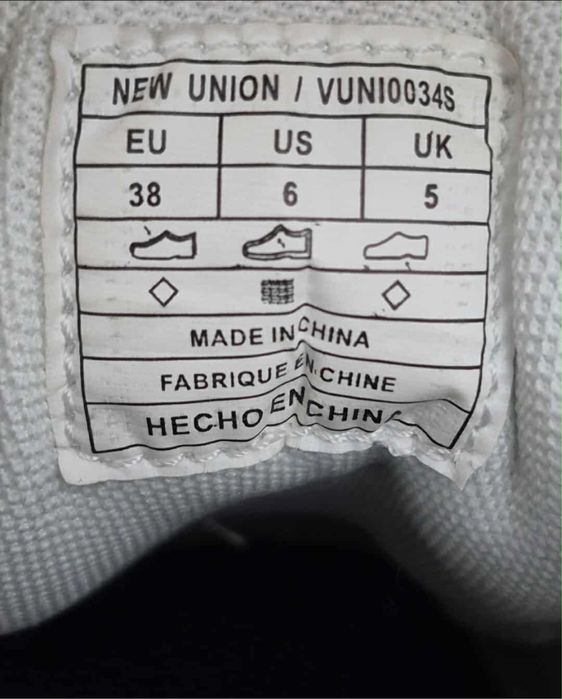 NEW UNION / VUNI0034S
EU US UK
38 6 5
MADE IN CHINA
FABRIQUE EN CHINE
HECHO EN CHINA